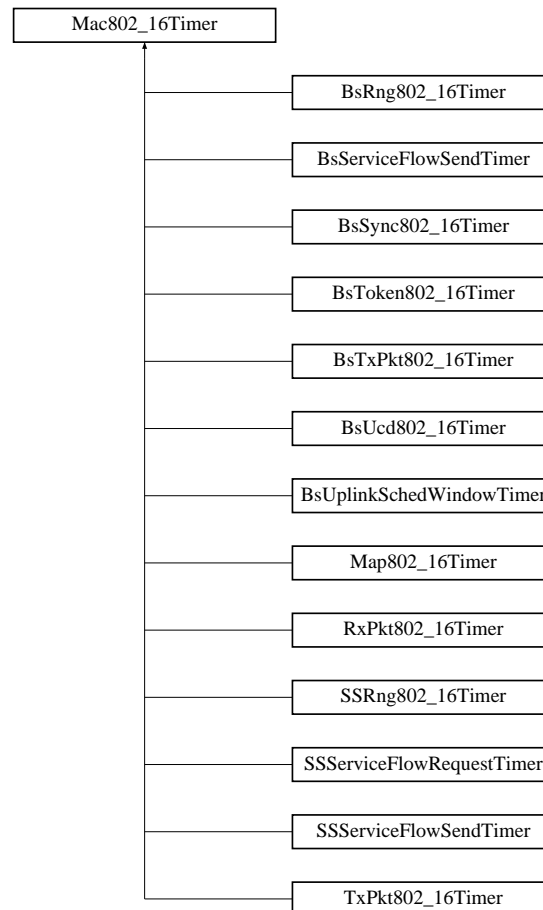 Mac802_16Timer
BsRng802_16Timer
BsServiceFlowSendTimer
BsSync802_16Timer
BsToken802_16Timer
BsTxPkt802_16Timer
BsUcd802_16Timer
BsUplinkSchedWindowTimer
Map802_16Timer
RxPkt802_16Timer
SSRng802_16Timer
SSServiceFlowRequestTimer
SSServiceFlowSendTimer
TxPkt802_16Timer